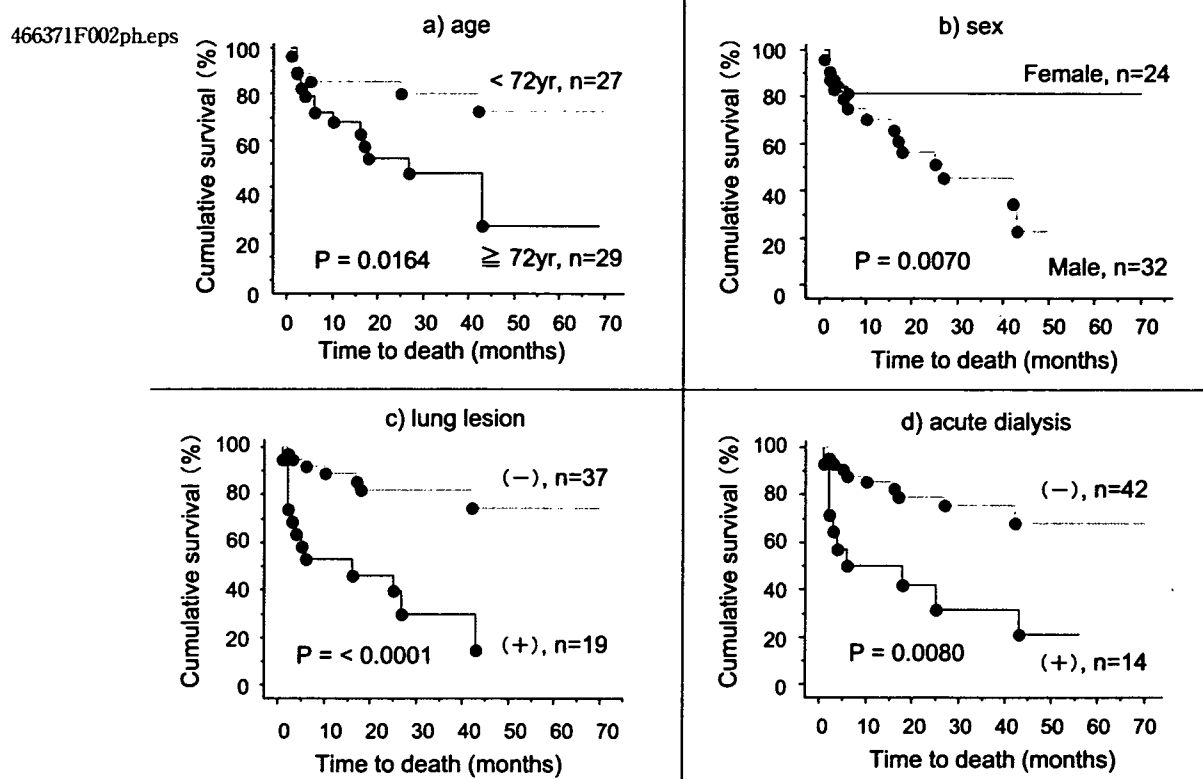 466371F002ph.eps
a) age
Cumulative survival (%)
100
80
60
40
20
0
< 72yr, n=27
P = 0.0164
≧ 72yr, n=29
0 10 20 30 40 50 60 70
Time to death (months)
b) sex
Cumulative survival (%)
100
80
60
40
20
0
Female, n=24
P = 0.0070
Male, n=32
0 10 20 30 40 50 60 70
Time to death (months)
c) lung lesion
Cumulative survival (%)
100
80
60
40
20
0
(−), n=37
P = < 0.0001
(+), n=19
0 10 20 30 40 50 60 70
Time to death (months)
d) acute dialysis
Cumulative survival (%)
100
80
60
40
20
0
(−), n=42
P = 0.0080
(+), n=14
0 10 20 30 40 50 60 70
Time to death (months)